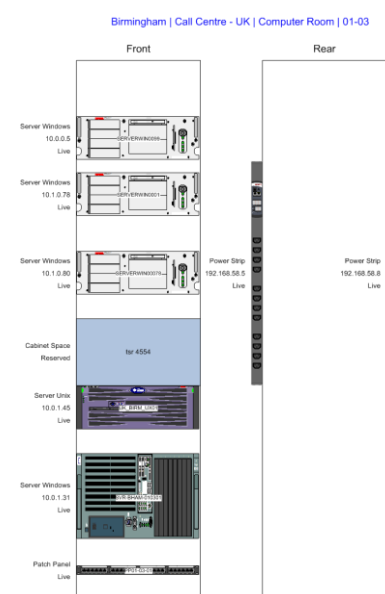 Birmingham | Call Centre - UK | Computer Room | 01-03
Front
Rear
Server Windows
10.0.0.5
Live
Server Windows
10.1.0.78
Live
Server Windows
10.1.0.80
Live
Power Strip
192.168.58.5
Live
Power Strip
192.168.58.8
Live
Cabinet Space
Reserved
tsr 4554
Server Unix
10.0.1.45
Live
Server Windows
10.0.1.31
Live
Patch Panel
Live